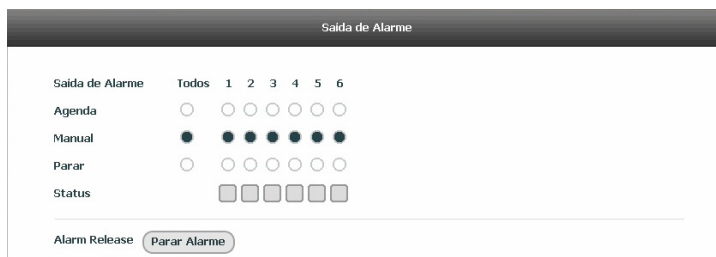 Saída de Alarme
Saída de Alarme Todos 1 2 3 4 5 6
Agenda
Manual
Parar
Status
Alarm Release Parar Alarme